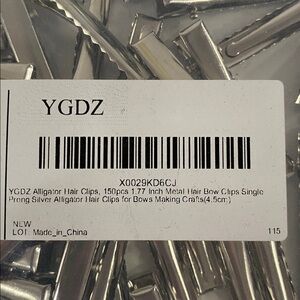 YGDZ
X0029KD6CJ
YGDZ Alligator Hair Clips, 150pcs 1.77 Inch Metal Hair Bow Clips Single
Prong Silver Alligator Hair Clips for Bows Making Crafts(4.5cm)
NEW
LOT: Made_in_China
115